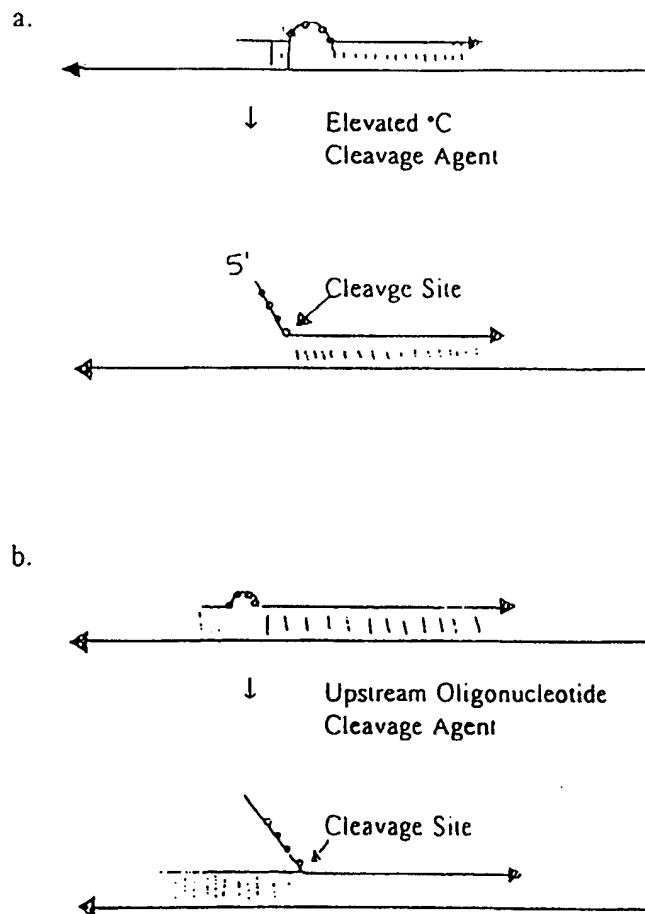 a.
↓ Elevated °C
Cleavage Agent
5'
Cleavge Site
b.
↓ Upstream Oligonucleotide
Cleavage Agent
Cleavage Site